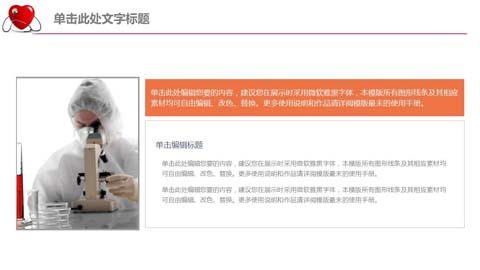 单击此处文字标题
单击此处编辑您要的内容，建议您在展示时采用微软雅黑字体，本模版所有图形线条及其相应
素材均可自由编辑、改色、替换。更多使用说明和作品请详阅模版最末的使用手册。
单击编辑标题
单击此处编辑您要的内容，建议您在展示时采用微软雅黑字体，本模版所有图形线条及其相应素材均
可自由编辑、改色、替换。更多使用说明和作品请详阅模版最末的使用手册。
单击此处编辑您要的内容，建议您在展示时采用微软雅黑字体，本模版所有图形线条及其相应素材均
可自由编辑、改色、替换。更多使用说明和作品请详阅模版最末的使用手册。